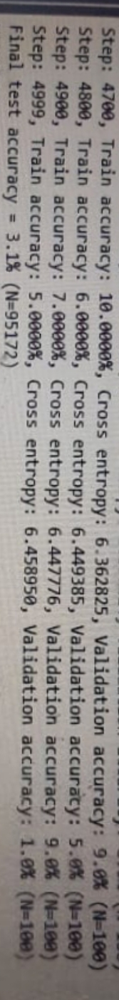 Step: 4700, Train accuracy: 10.0000%, Cross entropy: 6.362825, Validation accuracy: 9.0% (N=100)
Step: 4800, Train accuracy: 6.0000%, Cross entropy: 6.449385, Validation accuracy: 5.0% (N=100)
Step: 4900, Train accuracy: 7.0000%, Cross entropy: 6.447776, Validation accuracy: 9.0% (N=100)
Step: 4999, Train accuracy: 5.0000%, Cross entropy: 6.458950, Validation accuracy: 1.0% (N=100)
Final test accuracy = 3.1% (N=95172)